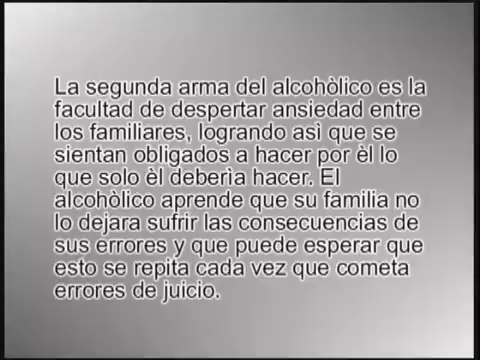 La segunda arma del alcohòlico es la
facultad de despertar ansiedad entre
los familiares, logrando asì que se
sientan obligados a hacer por èl lo
que solo èl deberìa hacer. El
alcohòlico aprende que su familia no
lo dejara sufrir las consecuencias de
sus errores y que puede esperar que
esto se repita cada vez que cometa
errores de juicio.